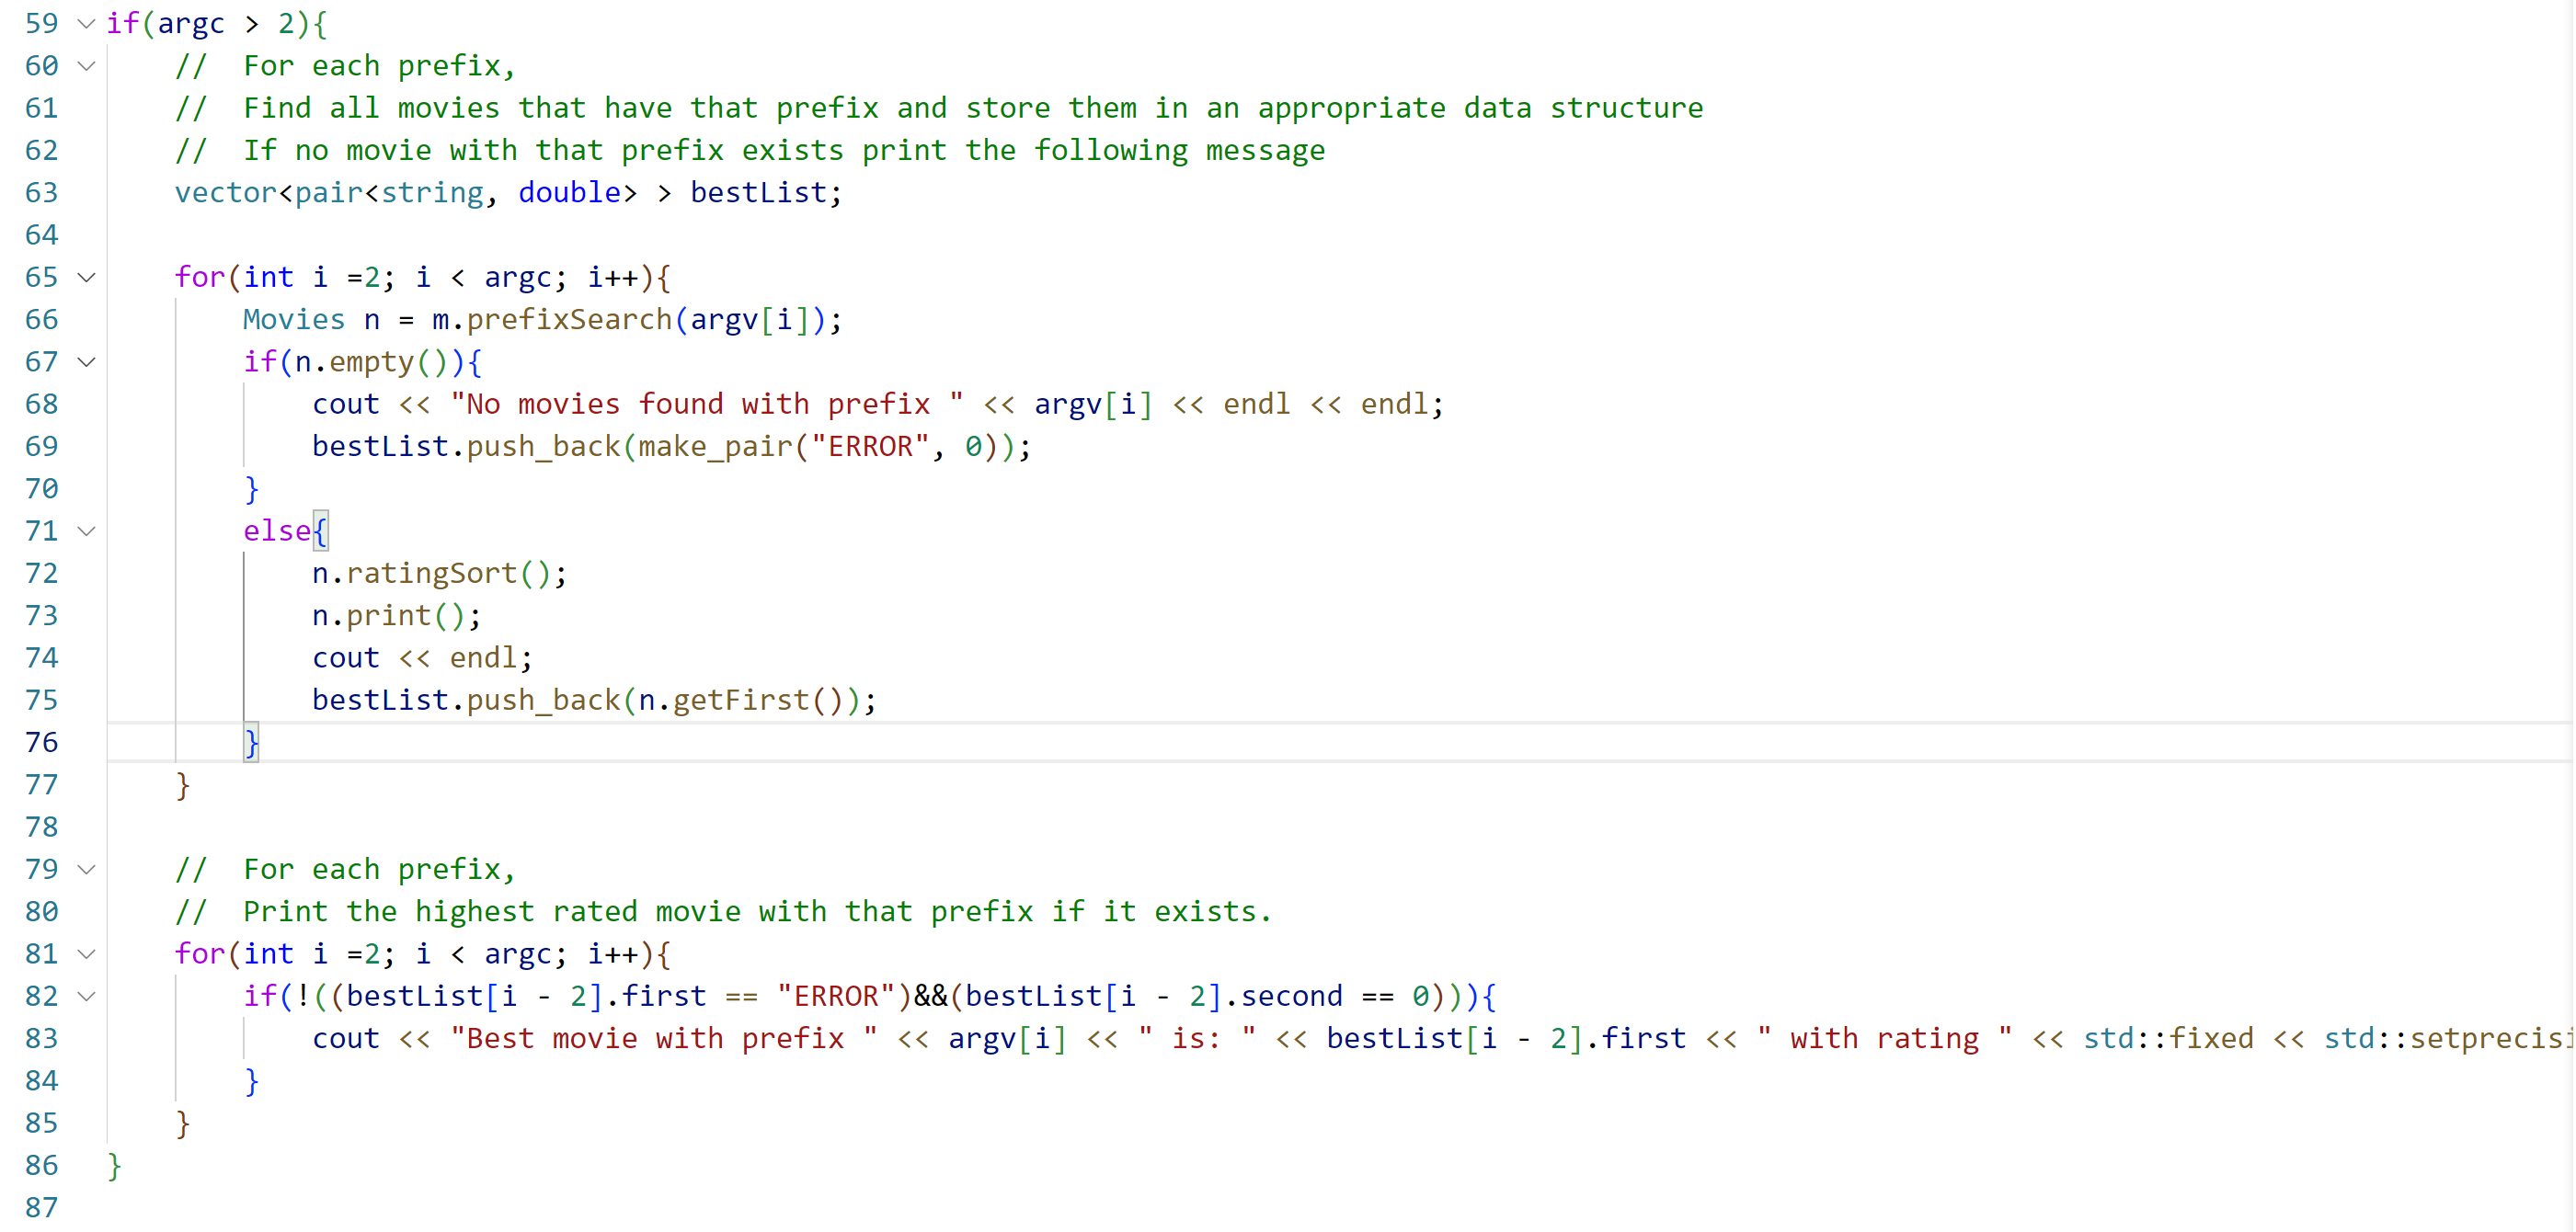 59 if(argc > 2){
60     //  For each prefix,
61     //  Find all movies that have that prefix and store them in an appropriate data structure
62     //  If no movie with that prefix exists print the following message
63     vector<pair<string, double> > bestList;
64
65     for(int i =2; i < argc; i++){
66         Movies n = m.prefixSearch(argv[i]);
67         if(n.empty()){
68             cout << "No movies found with prefix " << argv[i] << endl << endl;
69             bestList.push_back(make_pair("ERROR", 0));
70         }
71         else{
72             n.ratingSort();
73             n.print();
74             cout << endl;
75             bestList.push_back(n.getFirst());
76         }
77     }
78
79     //  For each prefix,
80     //  Print the highest rated movie with that prefix if it exists.
81     for(int i =2; i < argc; i++){
82         if(!((bestList[i - 2].first == "ERROR")&&(bestList[i - 2].second == 0))){
83             cout << "Best movie with prefix " << argv[i] << " is: " << bestList[i - 2].first << " with rating " << std::fixed << std::setprecisi
84         }
85     }
86 }
87